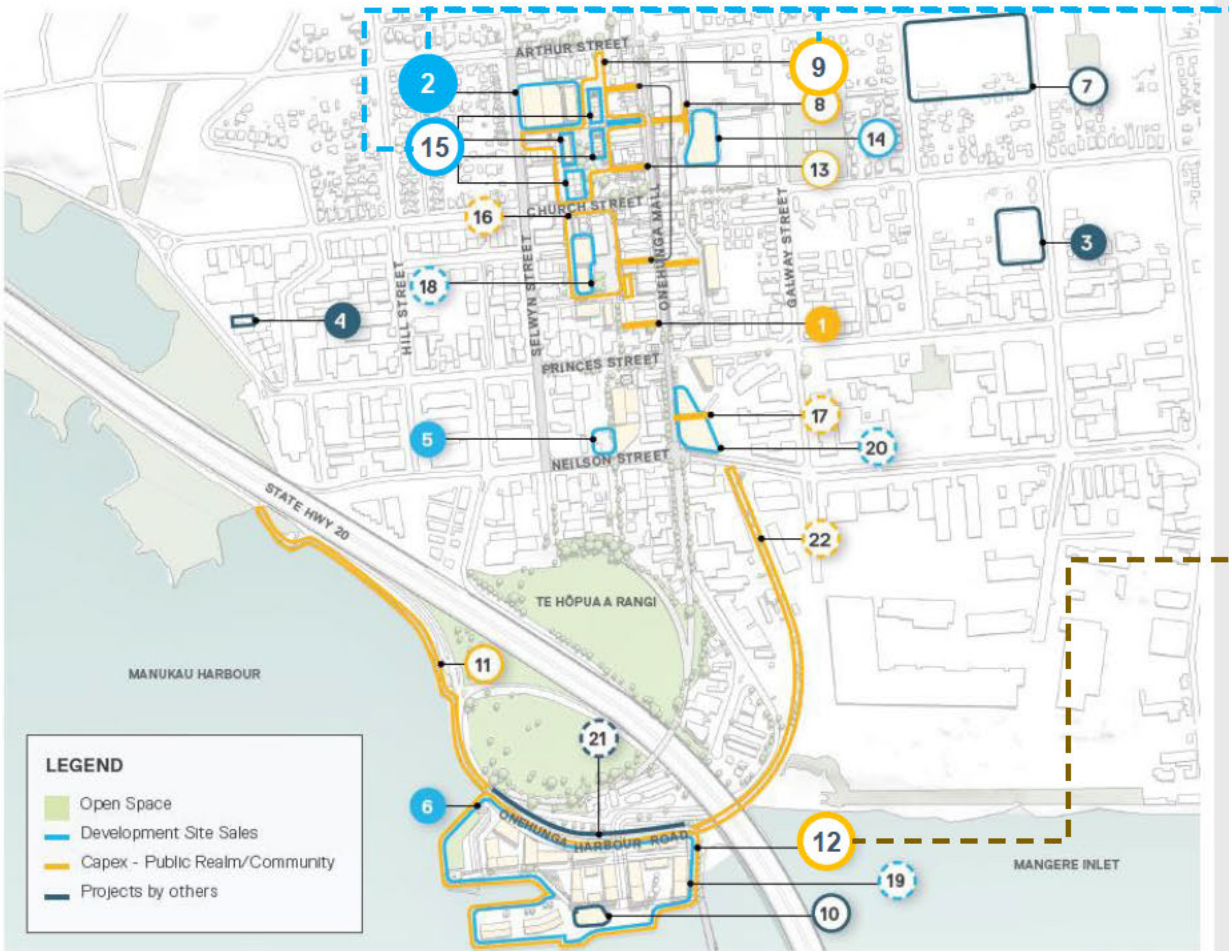 ARTHUR STREET
2
9
7
8
15
14
13
16
CHURCH STREET
ONEHUNGA MALL
GALWAY STREET
3
SELWYN STREET
HILL STREET
18
4
1
PRINCES STREET
17
5
20
NEILSON STREET
STATE HWY 20
22
TE HŌPUA A RANGI
MANUKAU HARBOUR
11
21
LEGEND
Open Space
Development Site Sales
Capex - Public Realm/Community
Projects by others
6
ONEHUNGA HARBOUR ROAD
12
MANGERE INLET
19
10